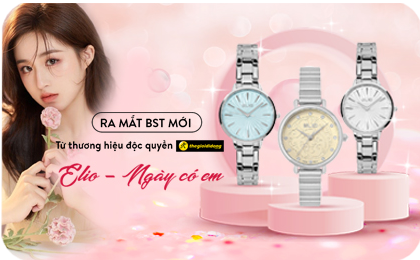 RA MẮT BST MỚI
Từ thương hiệu độc quyền thegioididong
Elio - Ngày có em